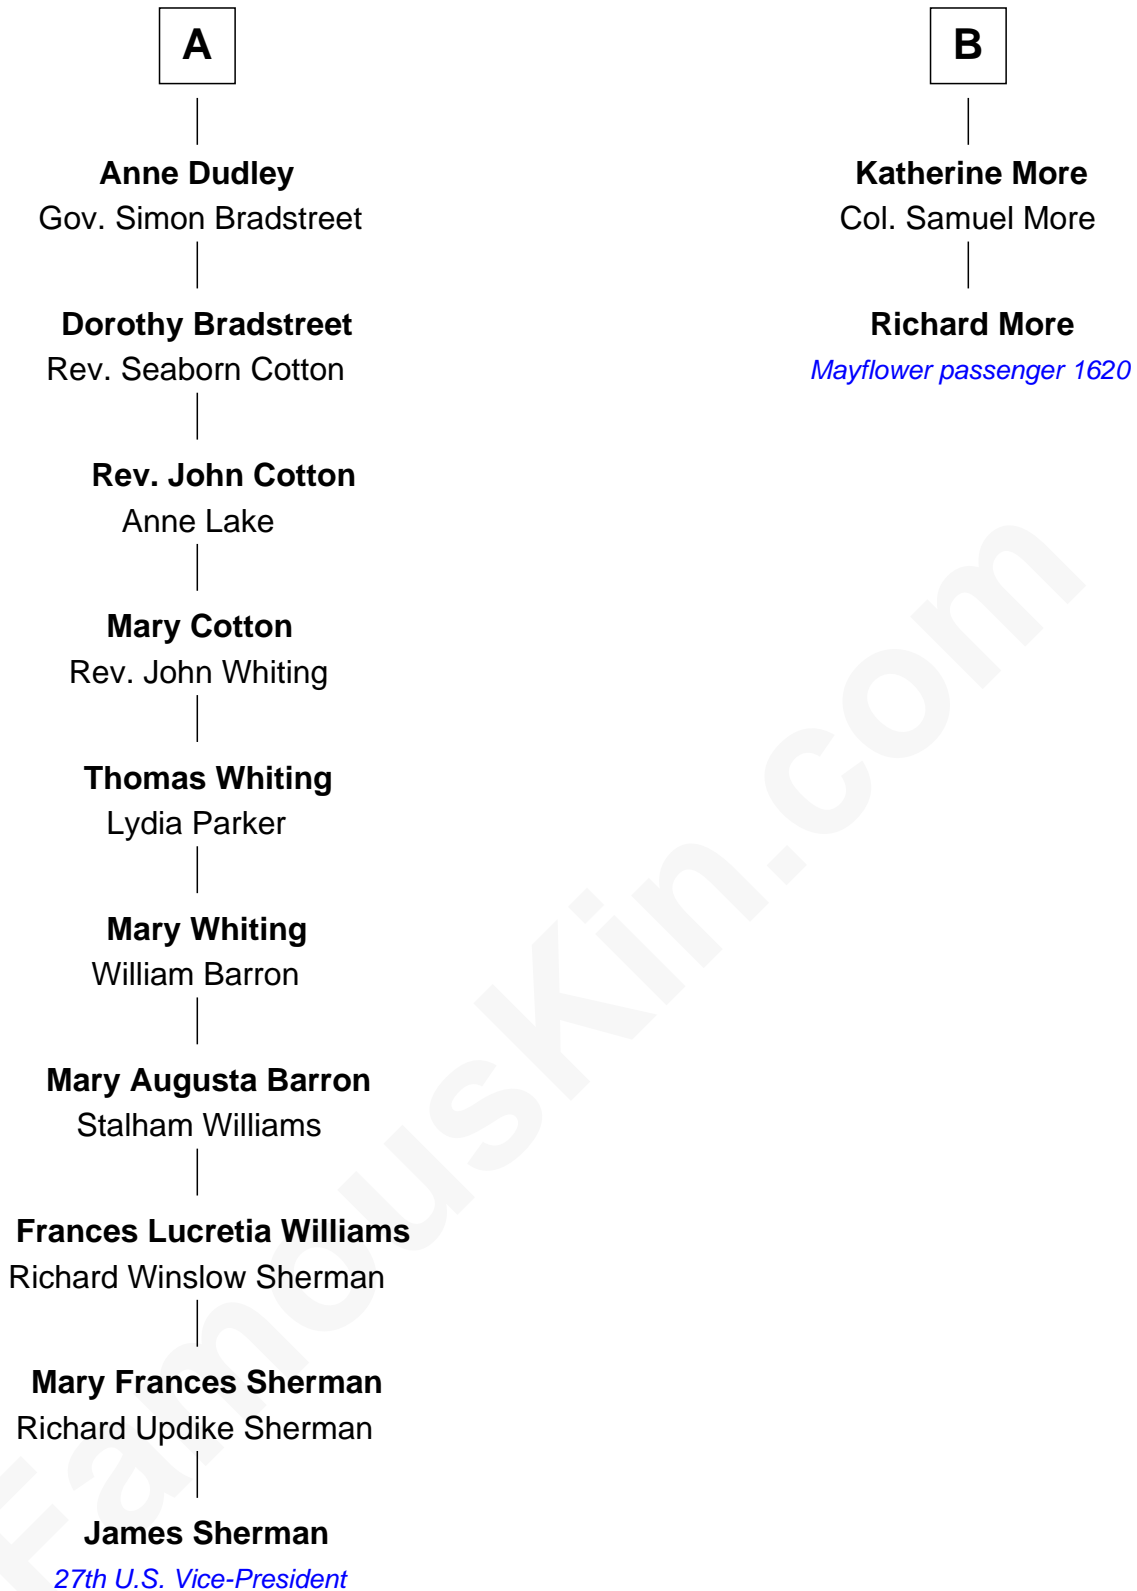 A
Anne Dudley
Gov. Simon Bradstreet
Dorothy Bradstreet
Rev. Seaborn Cotton
Rev. John Cotton
Anne Lake
Mary Cotton
Rev. John Whiting
Thomas Whiting
Lydia Parker
Mary Whiting
William Barron
Mary Augusta Barron
Stalham Williams
Frances Lucretia Williams
Richard Winslow Sherman
Mary Frances Sherman
Richard Updike Sherman
James Sherman
27th U.S. Vice-President
B
Katherine More
Col. Samuel More
Richard More
Mayflower passenger 1620
FamousKin.com